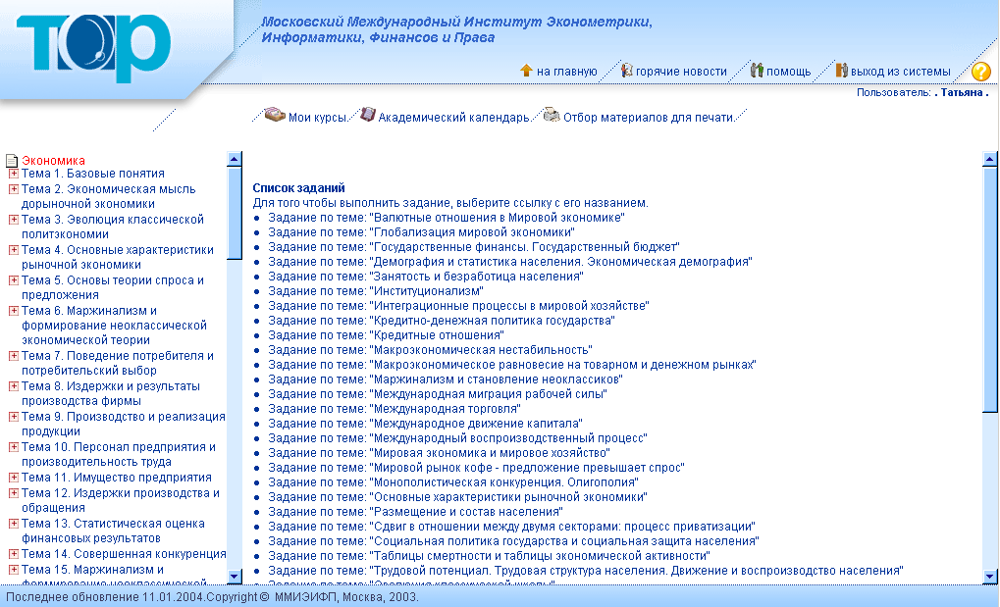 тор
Московский Международный Институт Эконометрики,
Информатики, Финансов и Права
на главную горячие новости помощь выход из системы ?
Пользователь: . Татьяна .
Мои курсы. Академический календарь. Отбор материалов для печати.
Экономика
Тема 1. Базовые понятия
Тема 2. Экономическая мысль
дорыночной экономики
Тема 3. Эволюция классической
политэкономии
Тема 4. Основные характеристики
рыночной экономики
Тема 5. Основы теории спроса и
предложения
Тема 6. Маржинализм и
формирование неоклассической
экономической теории
Тема 7. Поведение потребителя и
потребительский выбор
Тема 8. Издержки и результаты
производства фирмы
Тема 9. Производство и реализация
продукции
Тема 10. Персонал предприятия и
производительность труда
Тема 11. Имущество предприятия
Тема 12. Издержки производства и
обращения
Тема 13. Статистическая оценка
финансовых результатов
Тема 14. Совершенная конкуренция
Тема 15. Маржинализм и
формирование неоклассической
Список заданий
Для того чтобы выполнить задание, выберите ссылку с его названием.
Задание по теме: "Валютные отношения в Мировой экономике"
Задание по теме: "Глобализация мировой экономики"
Задание по теме: "Государственные финансы. Государственный бюджет"
Задание по теме: "Демография и статистика населения. Экономическая демография"
Задание по теме: "Занятость и безработица населения"
Задание по теме: "Институционализм"
Задание по теме: "Интеграционные процессы в мировой хозяйстве"
Задание по теме: "Кредитно-денежная политика государства"
Задание по теме: "Кредитные отношения"
Задание по теме: "Макроэкономическая нестабильность"
Задание по теме: "Макроэкономическое равновесие на товарном и денежном рынках"
Задание по теме: "Маржинализм и становление неоклассиков"
Задание по теме: "Международная миграция рабочей силы"
Задание по теме: "Международная торговля"
Задание по теме: "Международное движение капитала"
Задание по теме: "Международный воспроизводственный процесс"
Задание по теме: "Мировая экономика и мировое хозяйство"
Задание по теме: "Мировой рынок кофе - предложение превышает спрос"
Задание по теме: "Монополистическая конкуренция. Олигополия"
Задание по теме: "Основные характеристики рыночной экономики"
Задание по теме: "Размещение и состав населения"
Задание по теме: "Сдвиг в отношении между двумя секторами: процесс приватизации"
Задание по теме: "Социальная политика государства и социальная защита населения"
Задание по теме: "Таблицы смертности и таблицы экономической активности"
Задание по теме: "Трудовой потенциал. Трудовая структура населения. Движение и воспроизводство населения"
Задание по теме: "Эволюция классической школы"
Последнее обновление 11.01.2004.Copyright © ММИЭИФП, Москва, 2003.